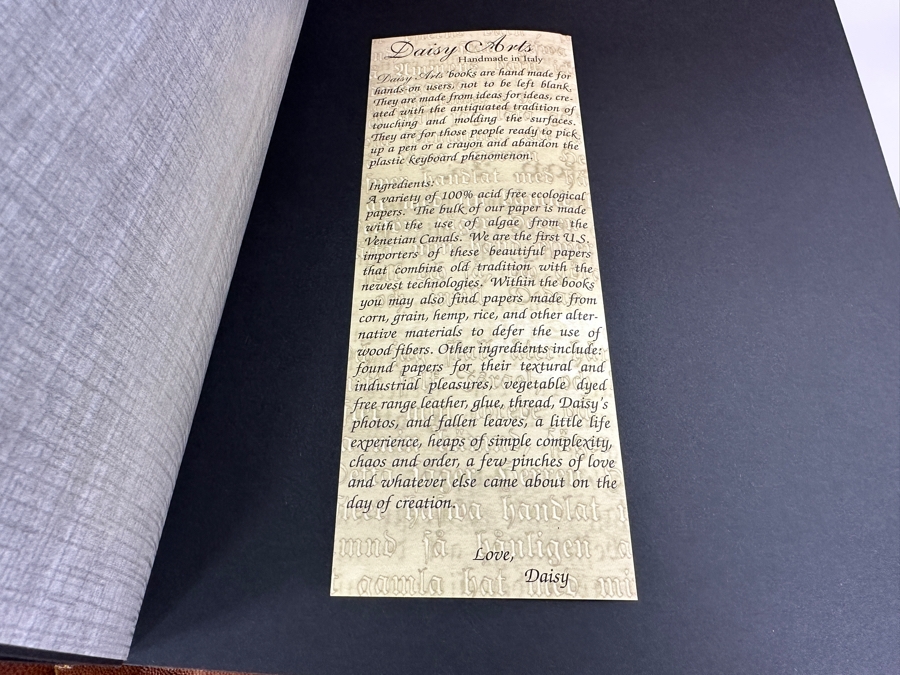 Daisy Arts
Handmade in Italy
Daisy Arts books are hand made for
hands-on users, not to be left blank.
They are made from ideas for ideas, cre-
ated with the antiquated tradition of
touching and molding the surfaces.
They are for those people ready to pick
up a pen or a crayon and abandon the
plastic keyboard phenomenon.
Ingredients:
A variety of 100% acid free ecological
papers. The bulk of our paper is made
with the use of algae from the
Venetian Canals. We are the first U.S.
importers of these beautiful papers
that combine old tradition with the
newest technologies. Within the books
you may also find papers made from
corn, grain, hemp, rice, and other alter-
native materials to defer the use of
wood fibers. Other ingredients include:
found papers for their textural and
industrial pleasures, vegetable dyed
free range leather, glue, thread, Daisy's
photos, and fallen leaves, a little life
experience, heaps of simple complexity,
chaos and order, a few pinches of love
and whatever else came about on the
day of creation.
handlat
mnd få hänligen
Love,
Daisy
gamla hat med mi